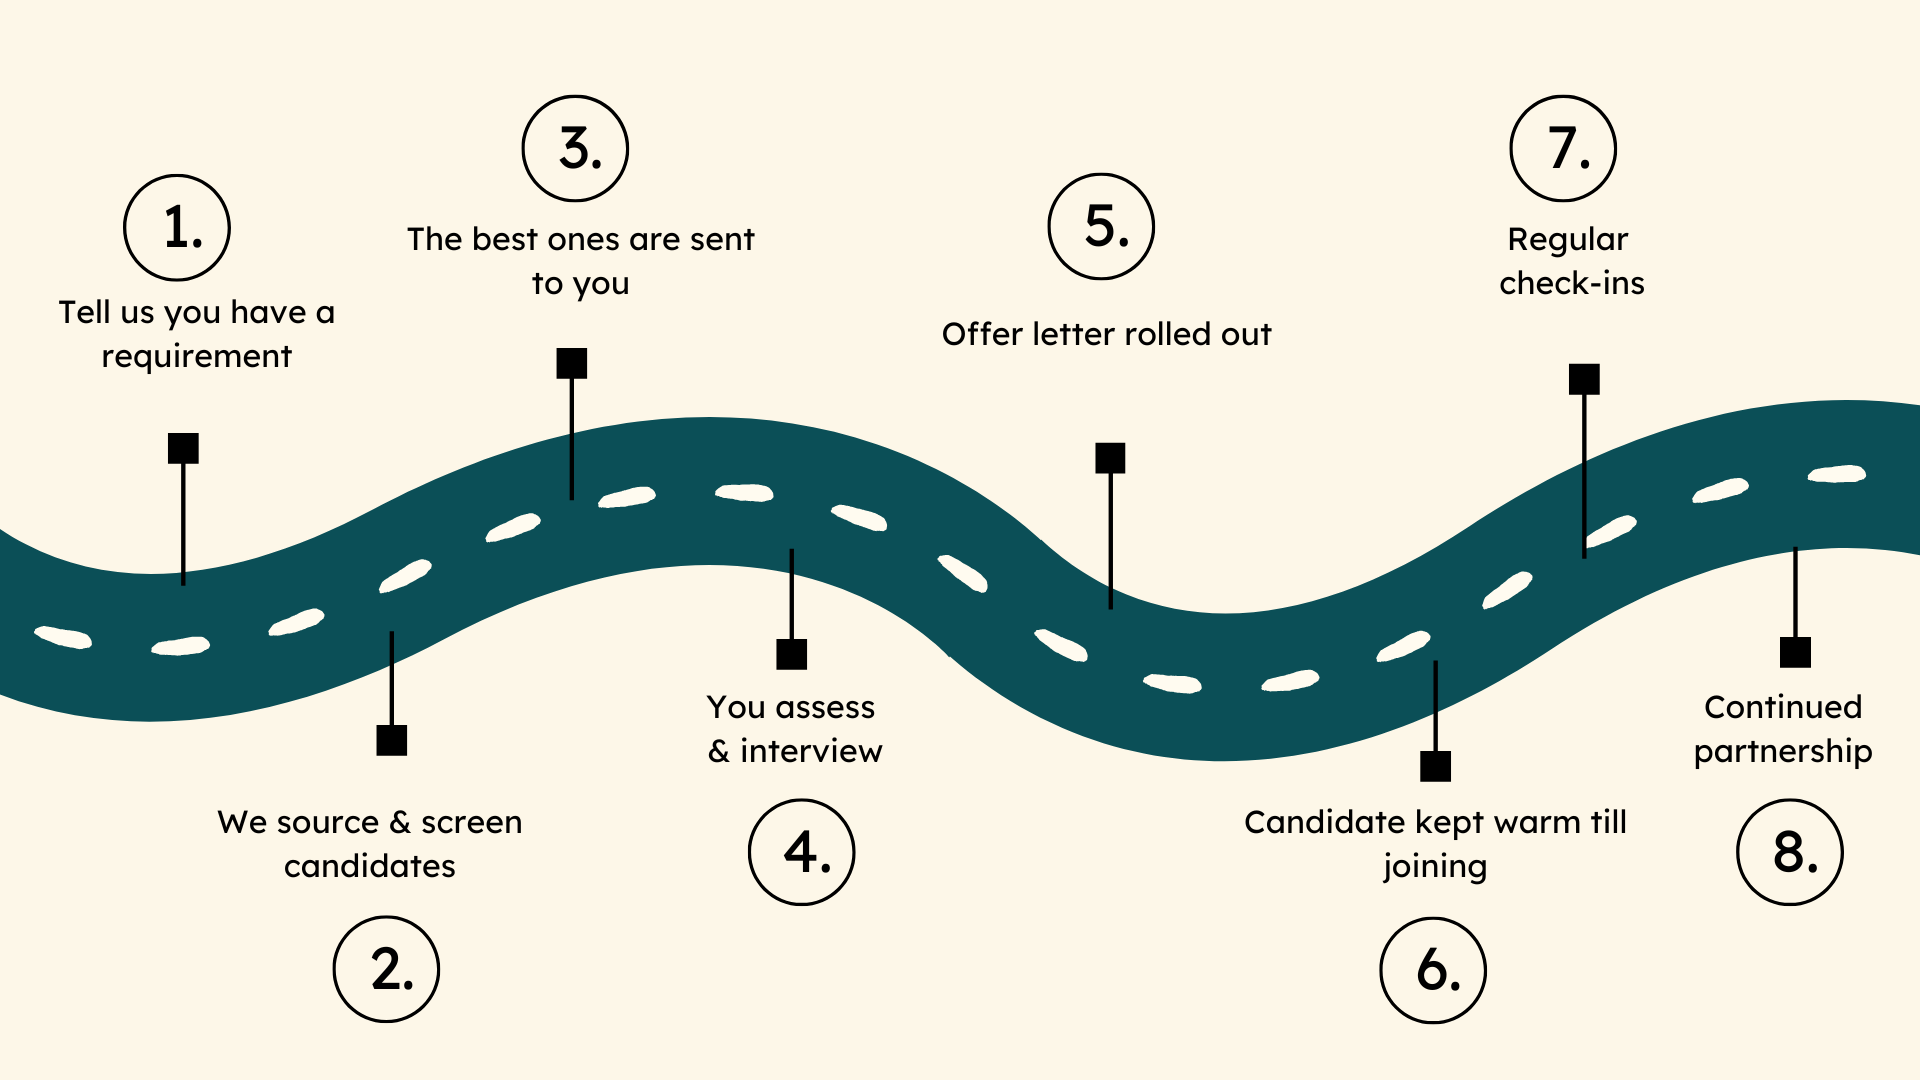 1.
Tell us you have a
requirement
We source & screen
candidates
2.
3.
The best ones are sent
to you
You assess
& interview
4.
5.
Offer letter rolled out
Candidate kept warm till
joining
6.
7.
Regular
check-ins
Continued
partnership
8.